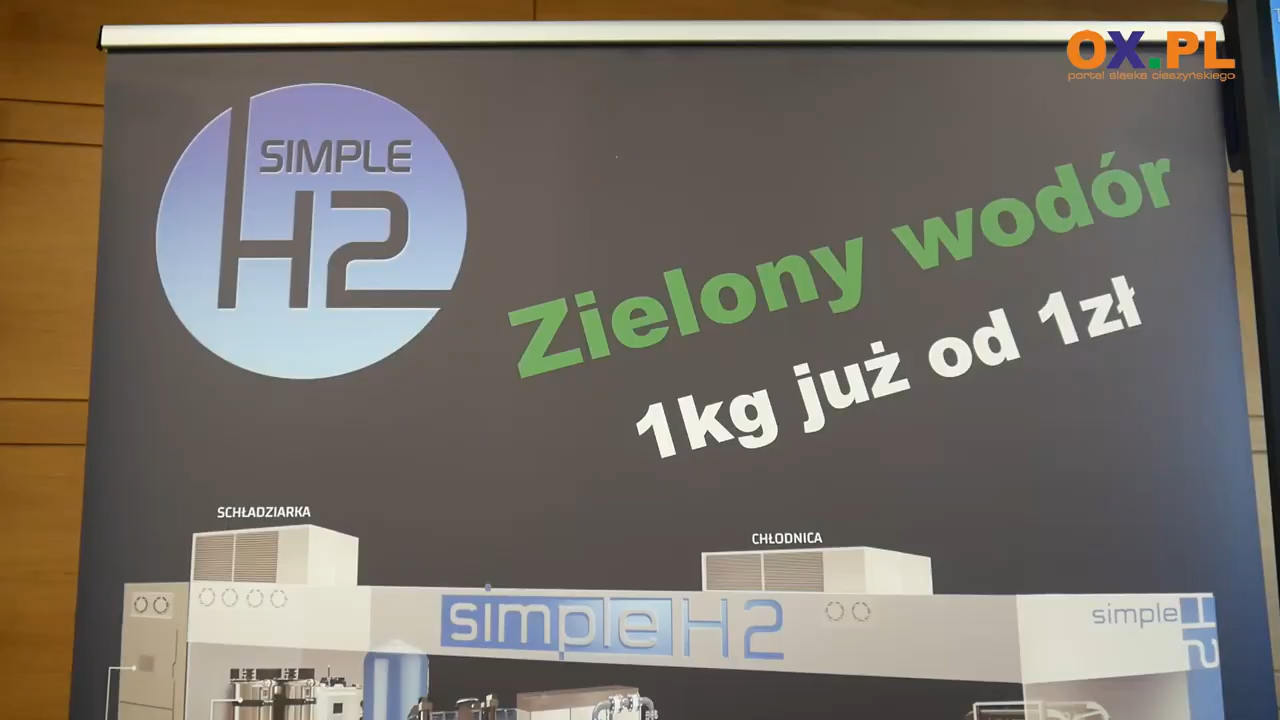 OX.PL
portal śląska cieszyńskiego
SIMPLE
H2
Zielony wodór
1kg już od 1zł
SCHŁADZIARKA
CHŁODNICA
simple H2
simple H2